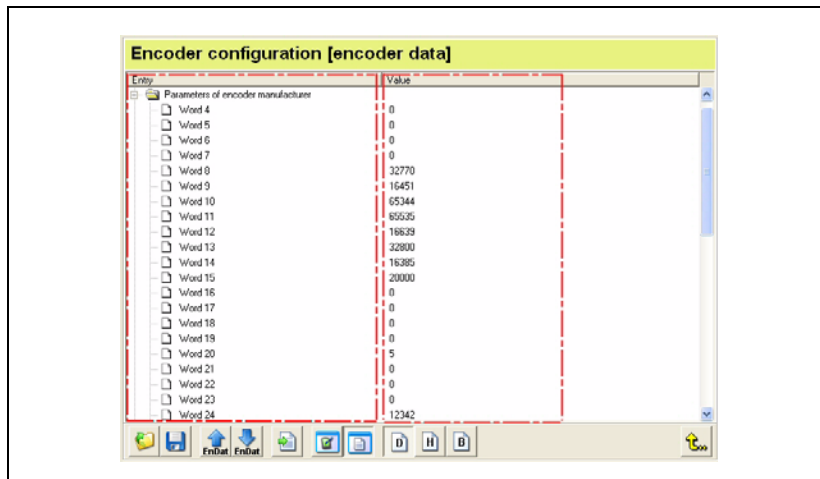 Encoder configuration [encoder data]
Entry Value
Parameters of encoder manufacturer
Word 4 0
Word 5 0
Word 6 0
Word 7 0
Word 8 32770
Word 9 16451
Word 10 65344
Word 11 65535
Word 12 16639
Word 13 32800
Word 14 16385
Word 15 20000
Word 16 0
Word 17 0
Word 18 0
Word 19 0
Word 20 5
Word 21 0
Word 22 0
Word 23 0
Word 24 12342
EnDat EnDat D H B